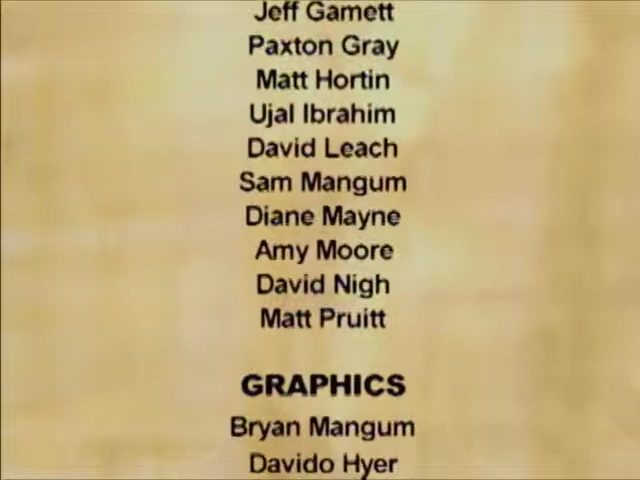 Jeff Gamett
Paxton Gray
Matt Hortin
Ujal Ibrahim
David Leach
Sam Mangum
Diane Mayne
Amy Moore
David Nigh
Matt Pruitt
GRAPHICS
Bryan Mangum
Davido Hyer